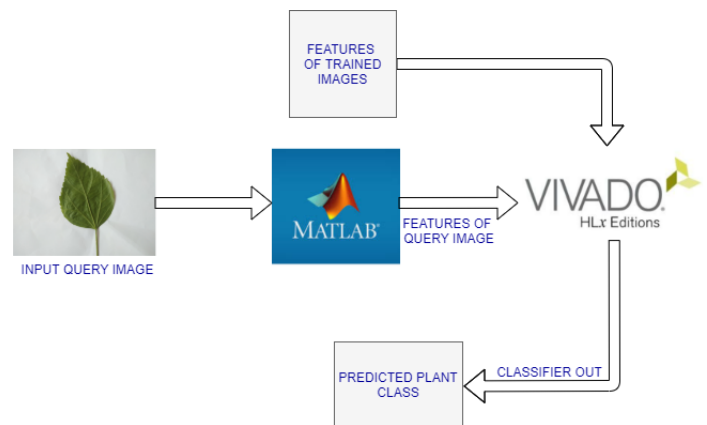 FEATURES
OF TRAINED
IMAGES
INPUT QUERY IMAGE
MATLAB®
FEATURES OF
QUERY IMAGE
VIVADO®
HLx Editions
CLASSIFIER OUT
PREDICTED PLANT
CLASS